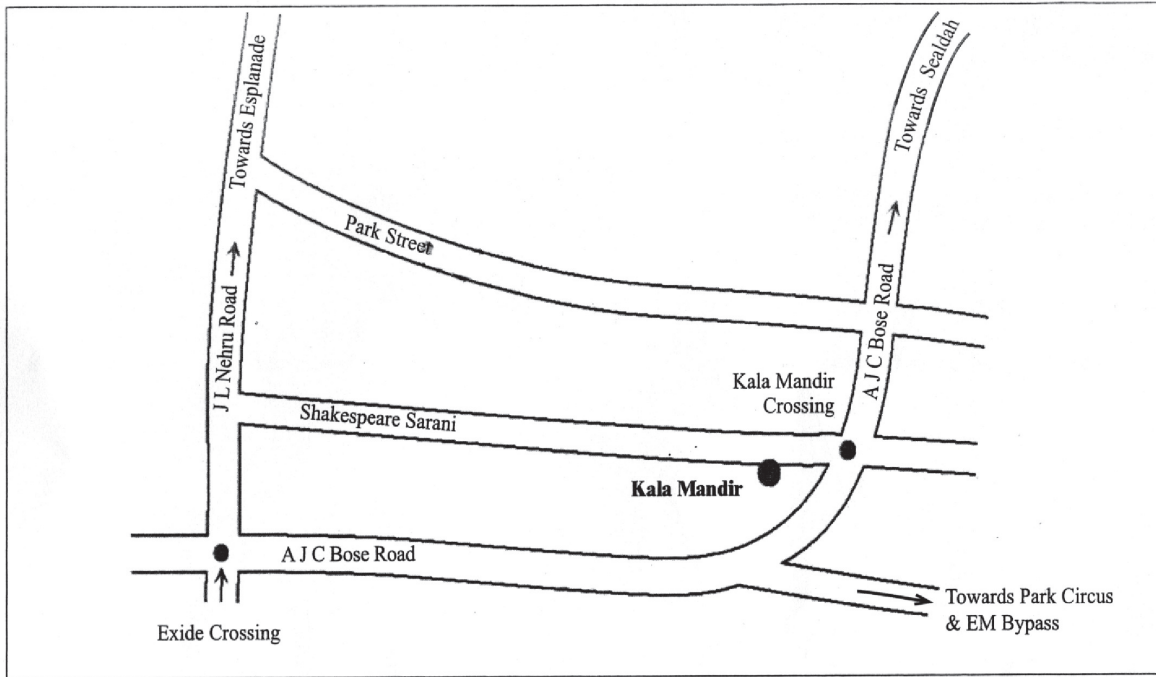 Towards Esplanade
Towards Sealdah
Park Street
J L Nehru Road
A J C Bose Road
Kala Mandir
Crossing
Shakespeare Sarani
Kala Mandir
A J C Bose Road
Towards Park Circus
& EM Bypass
Exide Crossing